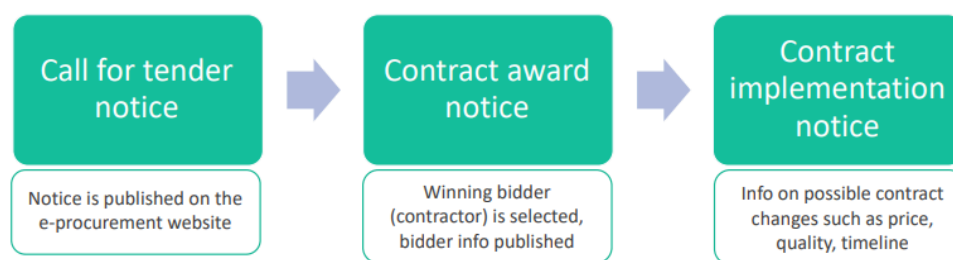 Call for tender
notice
Notice is published on the
e-procurement website
Contract award
notice
Winning bidder
(contractor) is selected,
bidder info published
Contract
implementation
notice
Info on possible contract
changes such as price,
quality, timeline